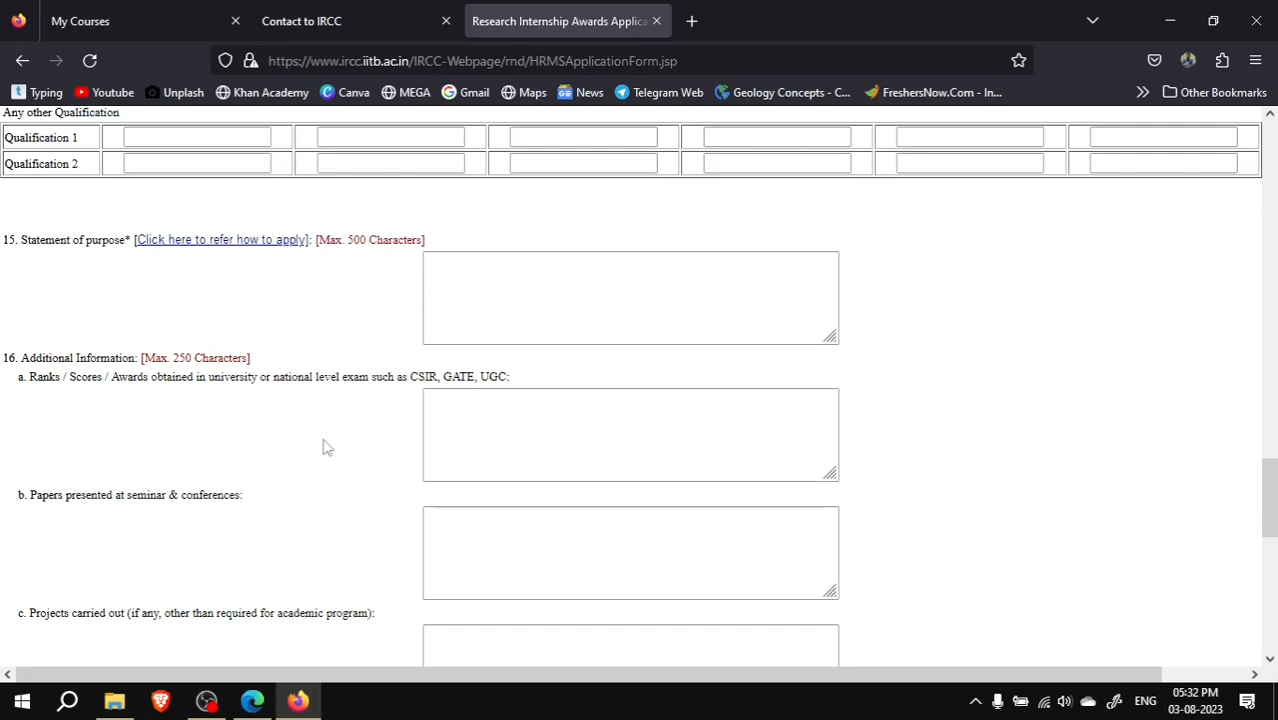 My Courses
Contact to IRCC
Research Internship Awards Applica
https://www.ircc.iitb.ac.in/IRCC-Webpage/rnd/HRMSApplicationForm.jsp
Typing
Youtube
Unplash
Khan Academy
Canva
MEGA
Gmail
Maps
News
Telegram Web
Geology Concepts - C...
FreshersNow.Com - In...
Other Bookmarks
Any other Qualification
Qualification 1
Qualification 2
15. Statement of purpose* [Click here to refer how to apply]: [Max. 500 Characters]
16. Additional Information: [Max. 250 Characters]
a. Ranks / Scores / Awards obtained in university or national level exam such as CSIR, GATE, UGC:
b. Papers presented at seminar & conferences:
c. Projects carried out (if any, other than required for academic program):
ENG
05:32 PM
03-08-2023